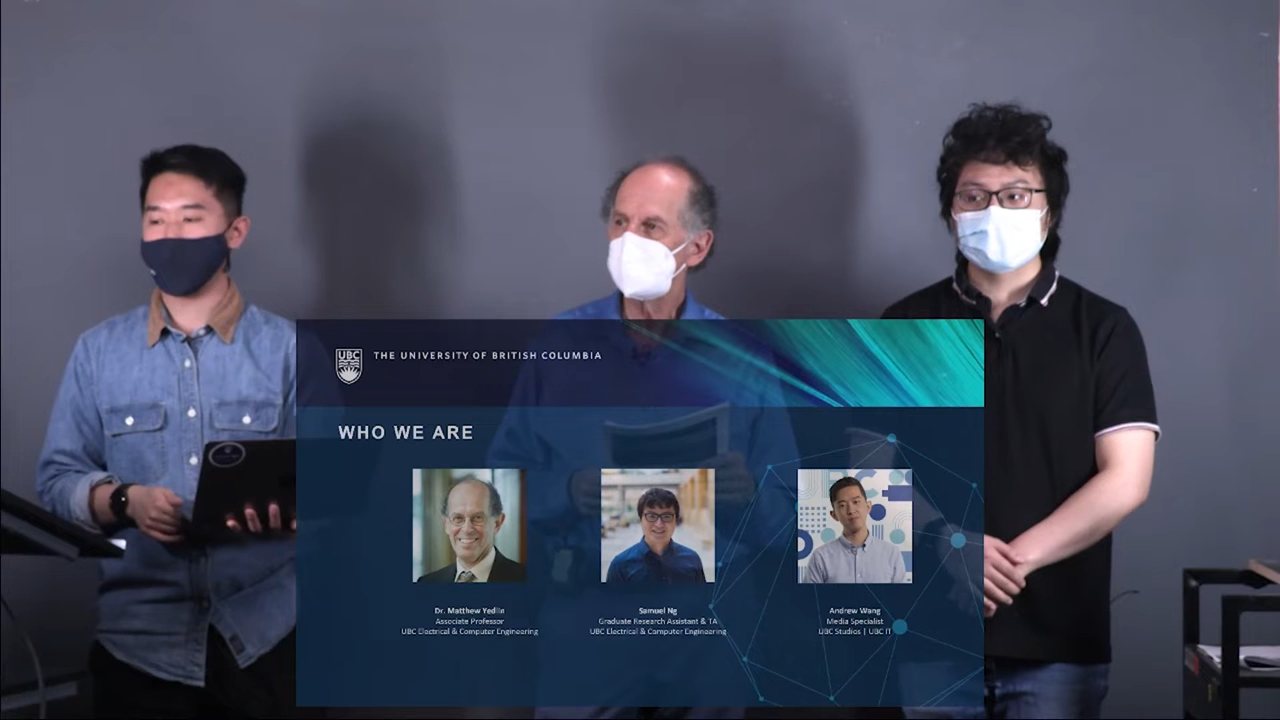 UBC
THE UNIVERSITY OF BRITISH COLUMBIA
WHO WE ARE
Dr. Matthew Yedlin
Associate Professor
UBC Electrical & Computer Engineering
Samuel Ng
Graduate Research Assistant & TA
UBC Electrical & Computer Engineering
Andrew Wang
Media Specialist
UBC Studios | UBC IT